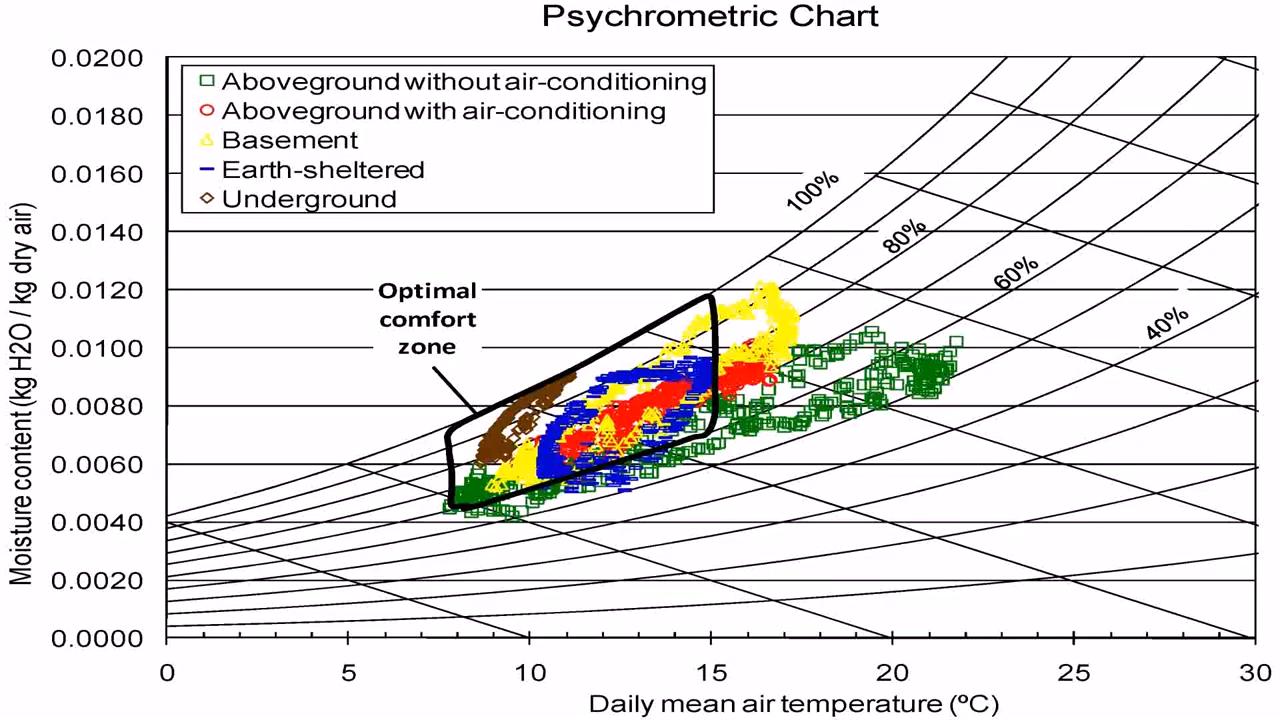 Psychrometric Chart
Aboveground without air-conditioning
Aboveground with air-conditioning
Basement
Earth-sheltered
Underground
Optimal
comfort
zone
100%
80%
60%
40%
Moisture content (kg H2O / kg dry air)
0.0200
0.0180
0.0160
0.0140
0.0120
0.0100
0.0080
0.0060
0.0040
0.0020
0.0000
0 5 10 15 20 25 30
Daily mean air temperature (ºC)